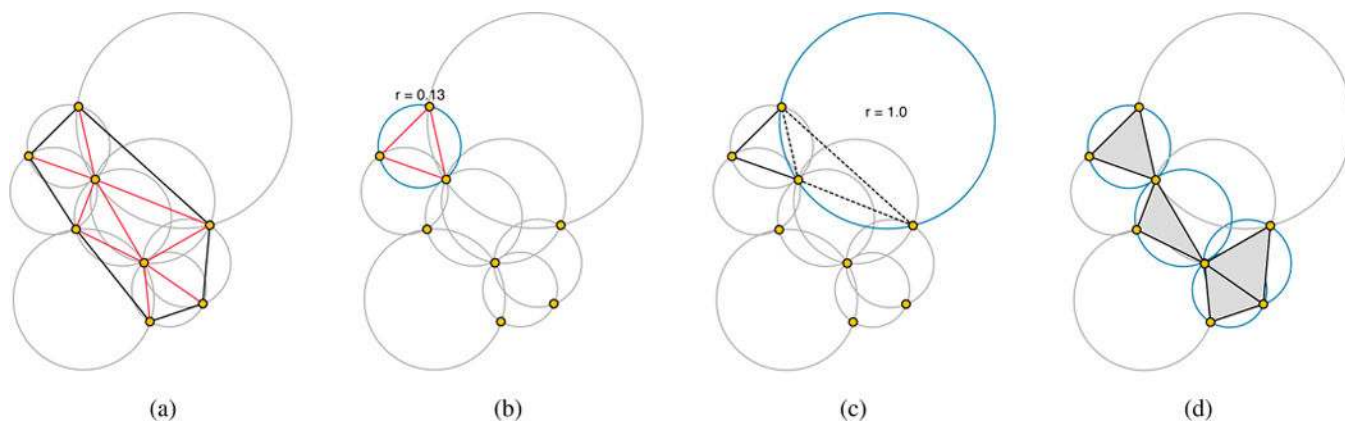 r = 0.13
r = 1.0
(a)
(b)
(c)
(d)